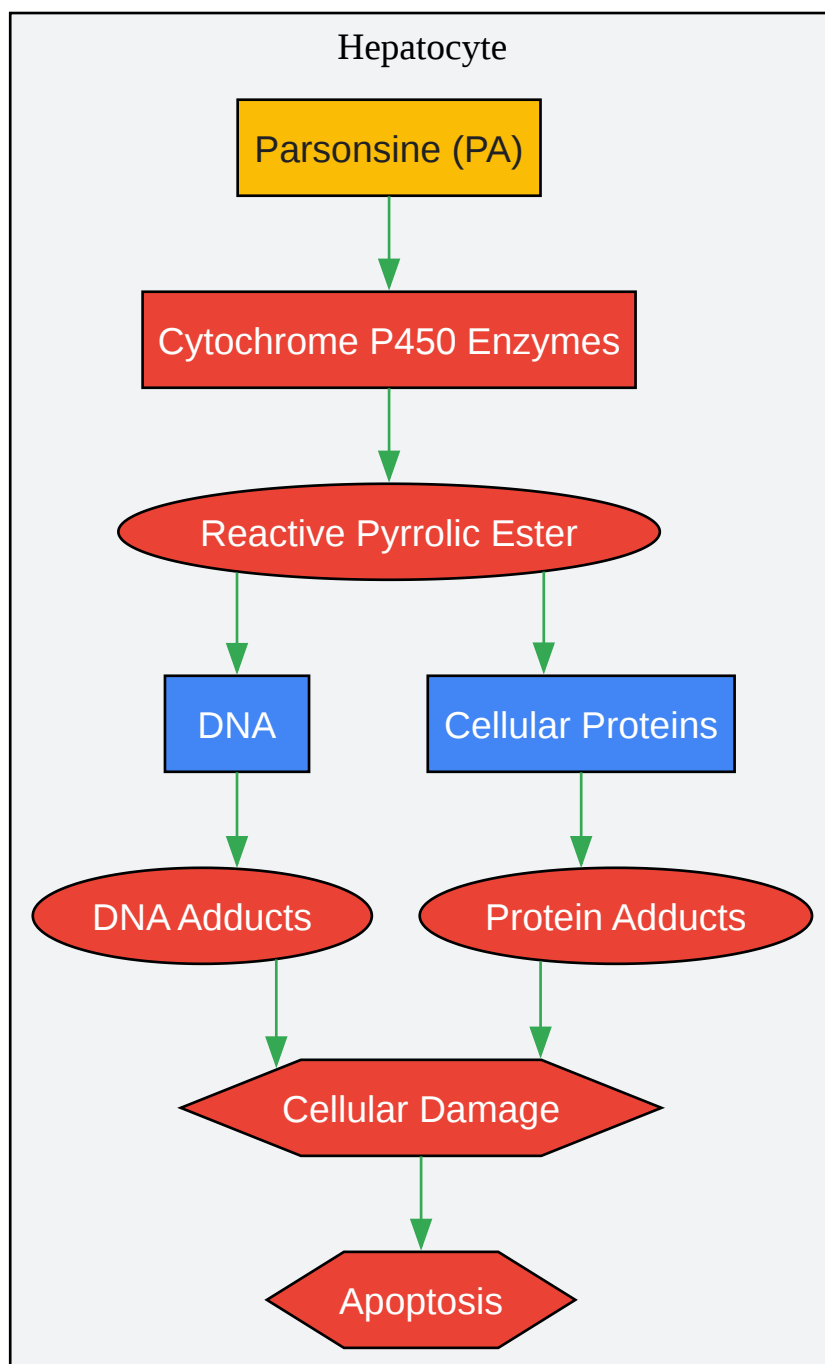 Hepatocyte
Parsonsine (PA)
Cytochrome P450 Enzymes
Reactive Pyrrolic Ester
DNA
Cellular Proteins
DNA Adducts
Protein Adducts
Cellular Damage
Apoptosis